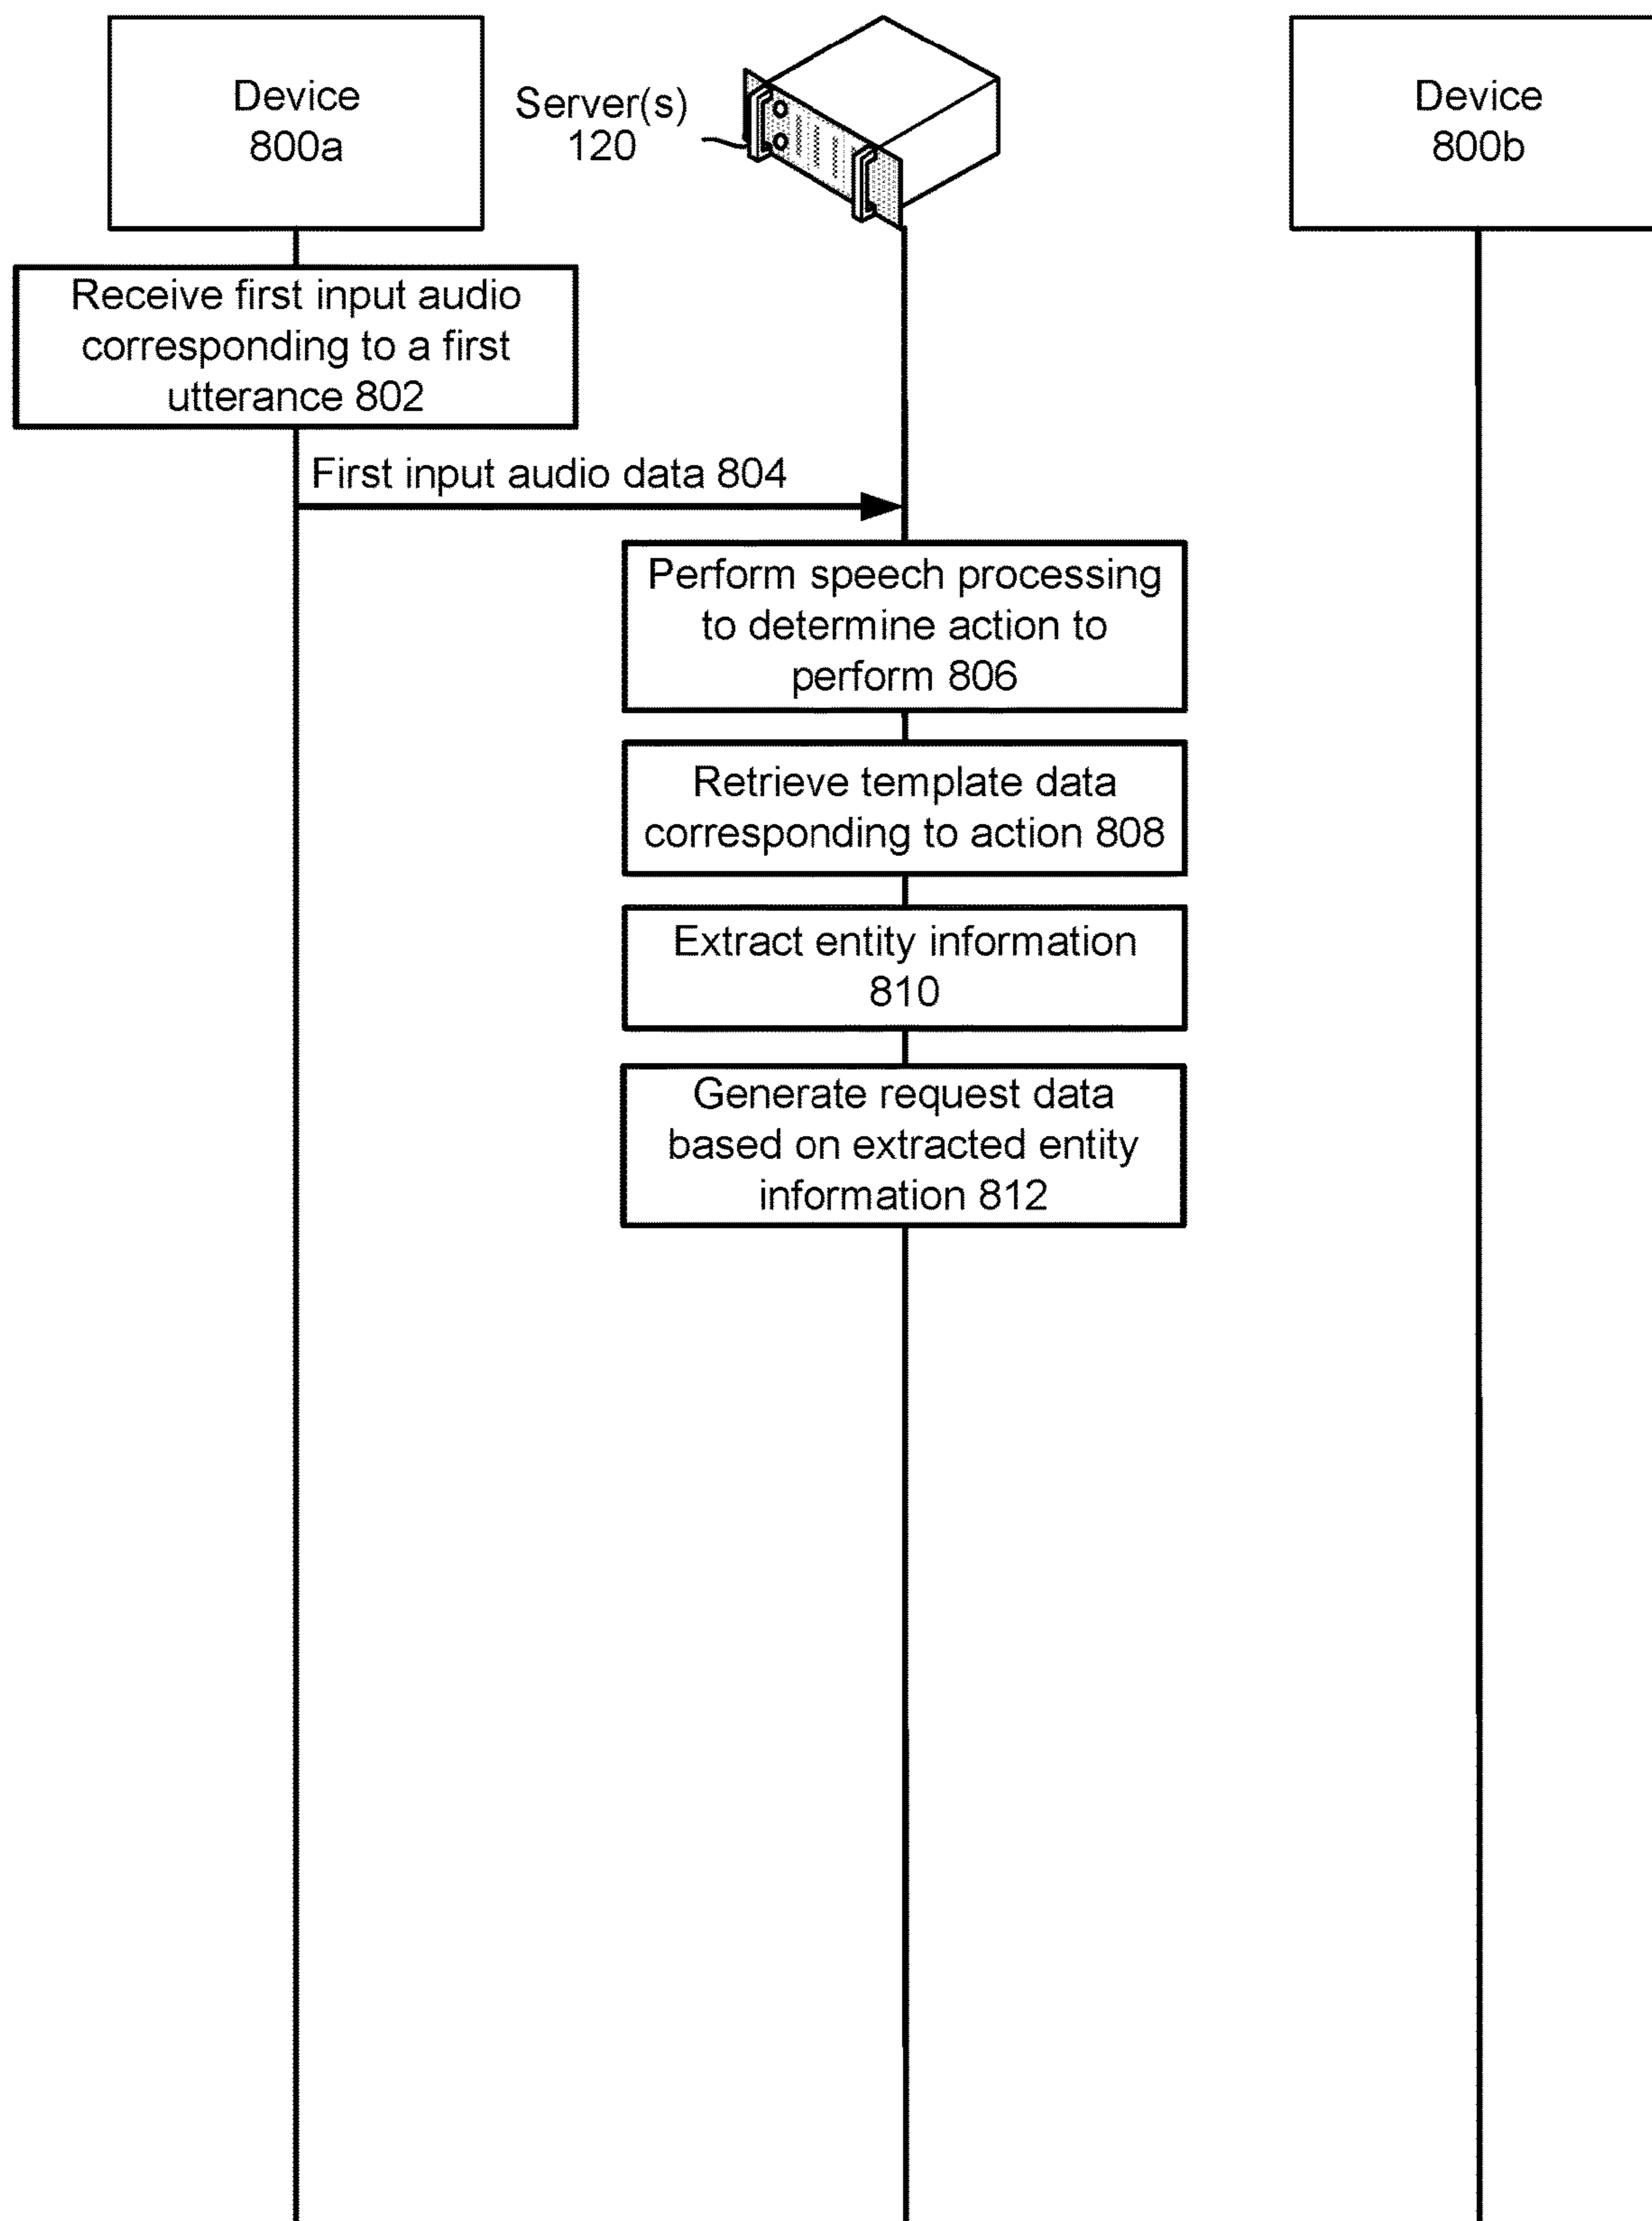 Device
800a
Server(s)
120
Device
800b
Receive first input audio
corresponding to a first
utterance 802
First input audio data 804
Perform speech processing
to determine action to
perform 806
Retrieve template data
corresponding to action 808
Extract entity information
810
Generate request data
based on extracted entity
information 812